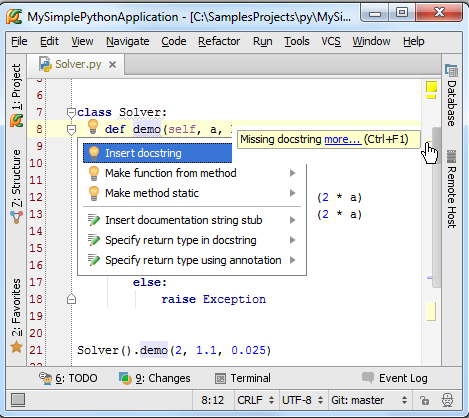 MySimplePythonApplication - [C:\SamplesProjects\py\MySi
File Edit View Navigate Code Refactor Run Tools VCS Window Help
Solver.py
1: Project
7: Structure
2: Favorites
Database
Remote Host
5
6
7 class Solver:
8 def demo(self, a,
Missing docstring more... (Ctrl+F1)
9 Insert docstring
10 Make function from method
11 Make method static
12 (2 * a)
13 Insert documentation string stub (2 * a)
14 Specify return type in docstring
15 Specify return type using annotation
16
17 else:
18 raise Exception
19
20
21 Solver().demo(2, 1.1, 0.025)
6: TODO 9: Changes Terminal Event Log
8:12 CRLF UTF-8 Git: master